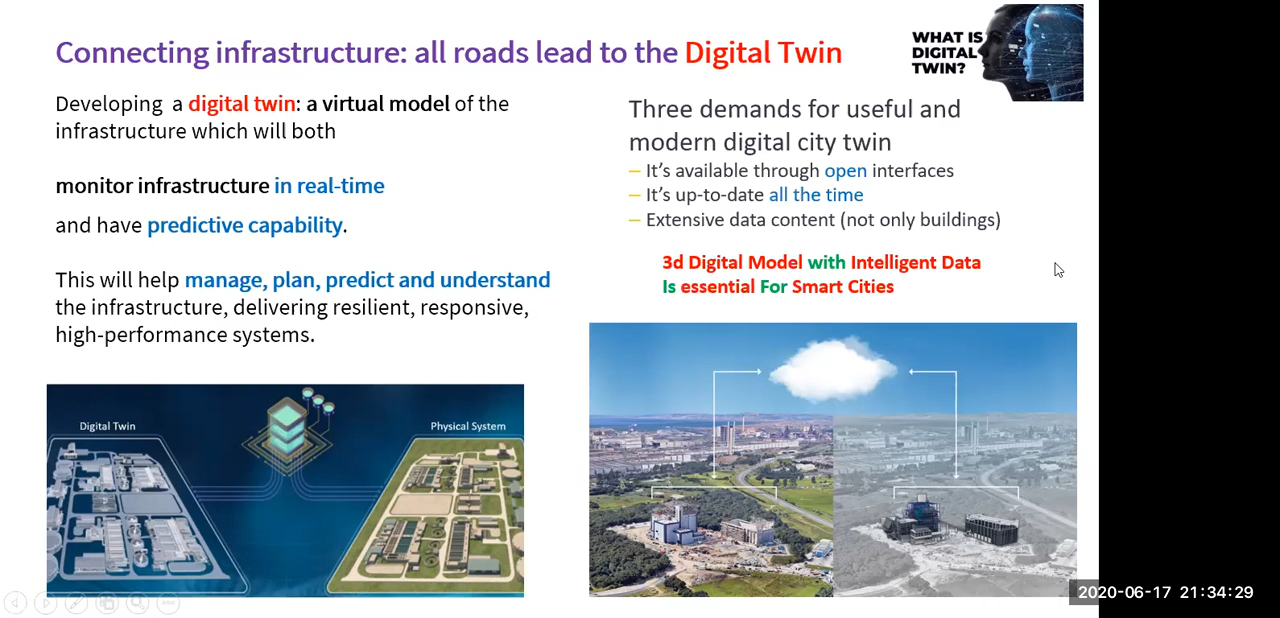 Connecting infrastructure: all roads lead to the Digital Twin
WHAT IS
DIGITAL
TWIN?
Developing a digital twin: a virtual model of the
infrastructure which will both
monitor infrastructure in real-time
and have predictive capability.
This will help manage, plan, predict and understand
the infrastructure, delivering resilient, responsive,
high-performance systems.
Three demands for useful and
modern digital city twin
– It's available through open interfaces
– It's up-to-date all the time
– Extensive data content (not only buildings)
3d Digital Model with Intelligent Data
Is essential For Smart Cities
Digital Twin
Physical System
2020-06-17 21:34:29